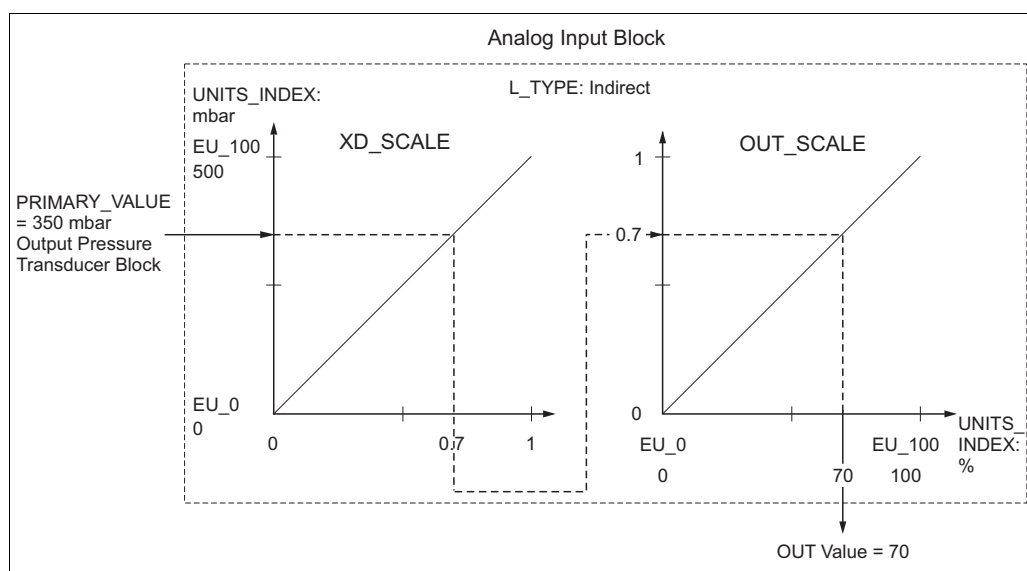 Analog Input Block
L_TYPE: Indirect
UNITS_INDEX:
mbar
EU_100
500
XD_SCALE
PRIMARY_VALUE
= 350 mbar
Output Pressure
Transducer Block
EU_0
0
0
0.7
1
OUT_SCALE
1
0.7
0
EU_0
0
70
EU_100
100
UNITS_
INDEX:
%
OUT Value = 70